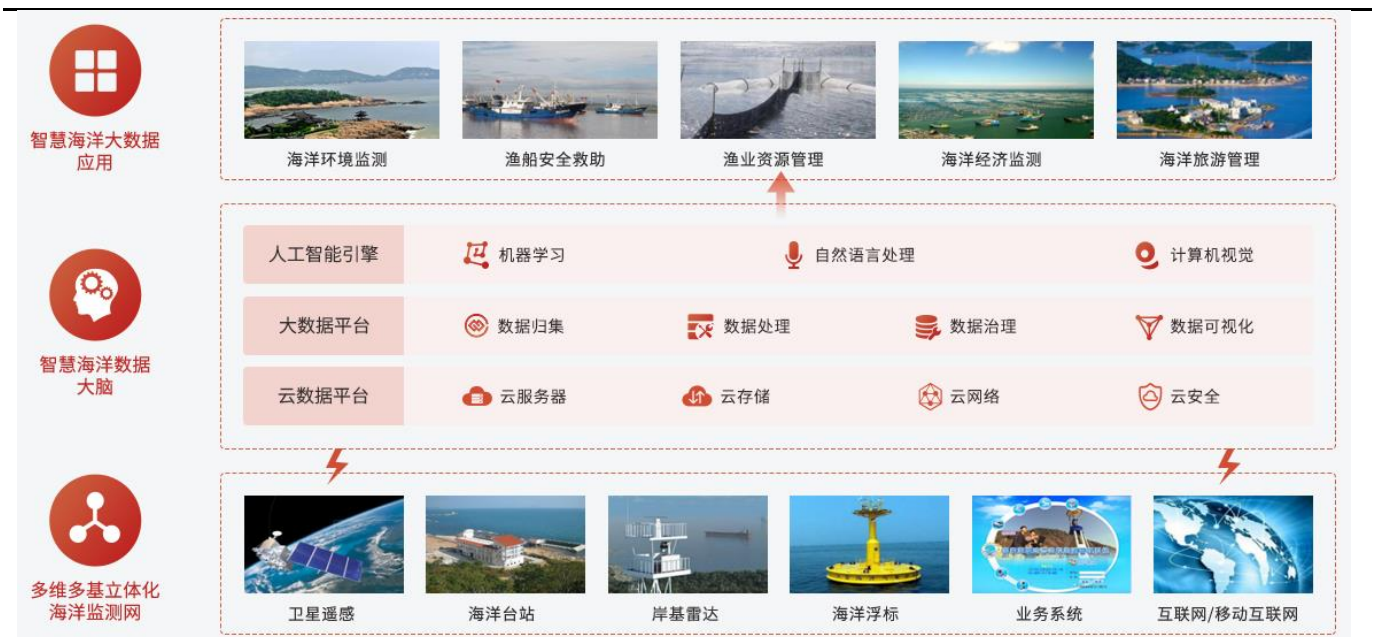 智慧海洋大数据
应用
海洋环境监测
渔船安全救助
渔业资源管理
海洋经济监测
海洋旅游管理
智慧海洋数据
大脑
人工智能引擎
机器学习
自然语言处理
计算机视觉
大数据平台
数据归集
数据处理
数据治理
数据可视化
云数据平台
云服务器
云存储
云网络
云安全
多维多基立体化
海洋监测网
卫星遥感
海洋台站
岸基雷达
海洋浮标
业务系统
互联网/移动互联网